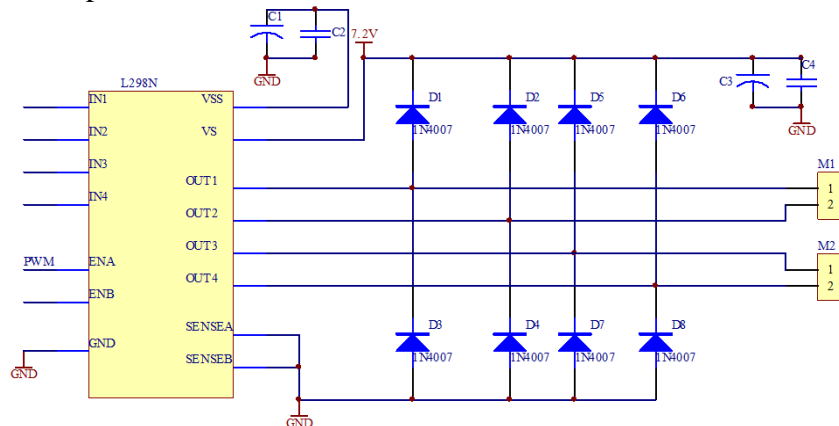 C1
C2
7.2V
GND
C3
C4
GND
L298N
IN1
VSS
IN2
VS
IN3
IN4
OUT1
OUT2
OUT3
OUT4
PWM
ENA
ENB
GND
GND
SENSEA
SENSEB
GND
D1
1N4007
D2
1N4007
D5
1N4007
D6
1N4007
D3
1N4007
D4
1N4007
D7
1N4007
D8
1N4007
M1
1
2
M2
1
2